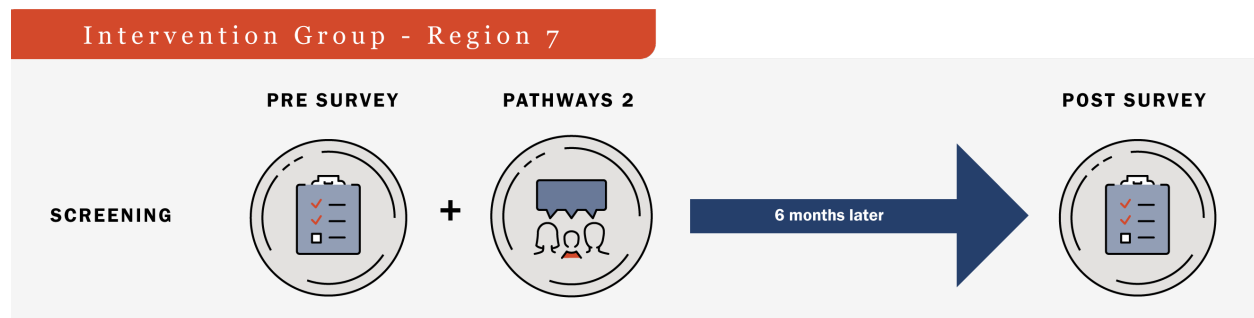 Intervention Group - Region 7
PRE SURVEY
PATHWAYS 2
POST SURVEY
SCREENING
+
6 months later